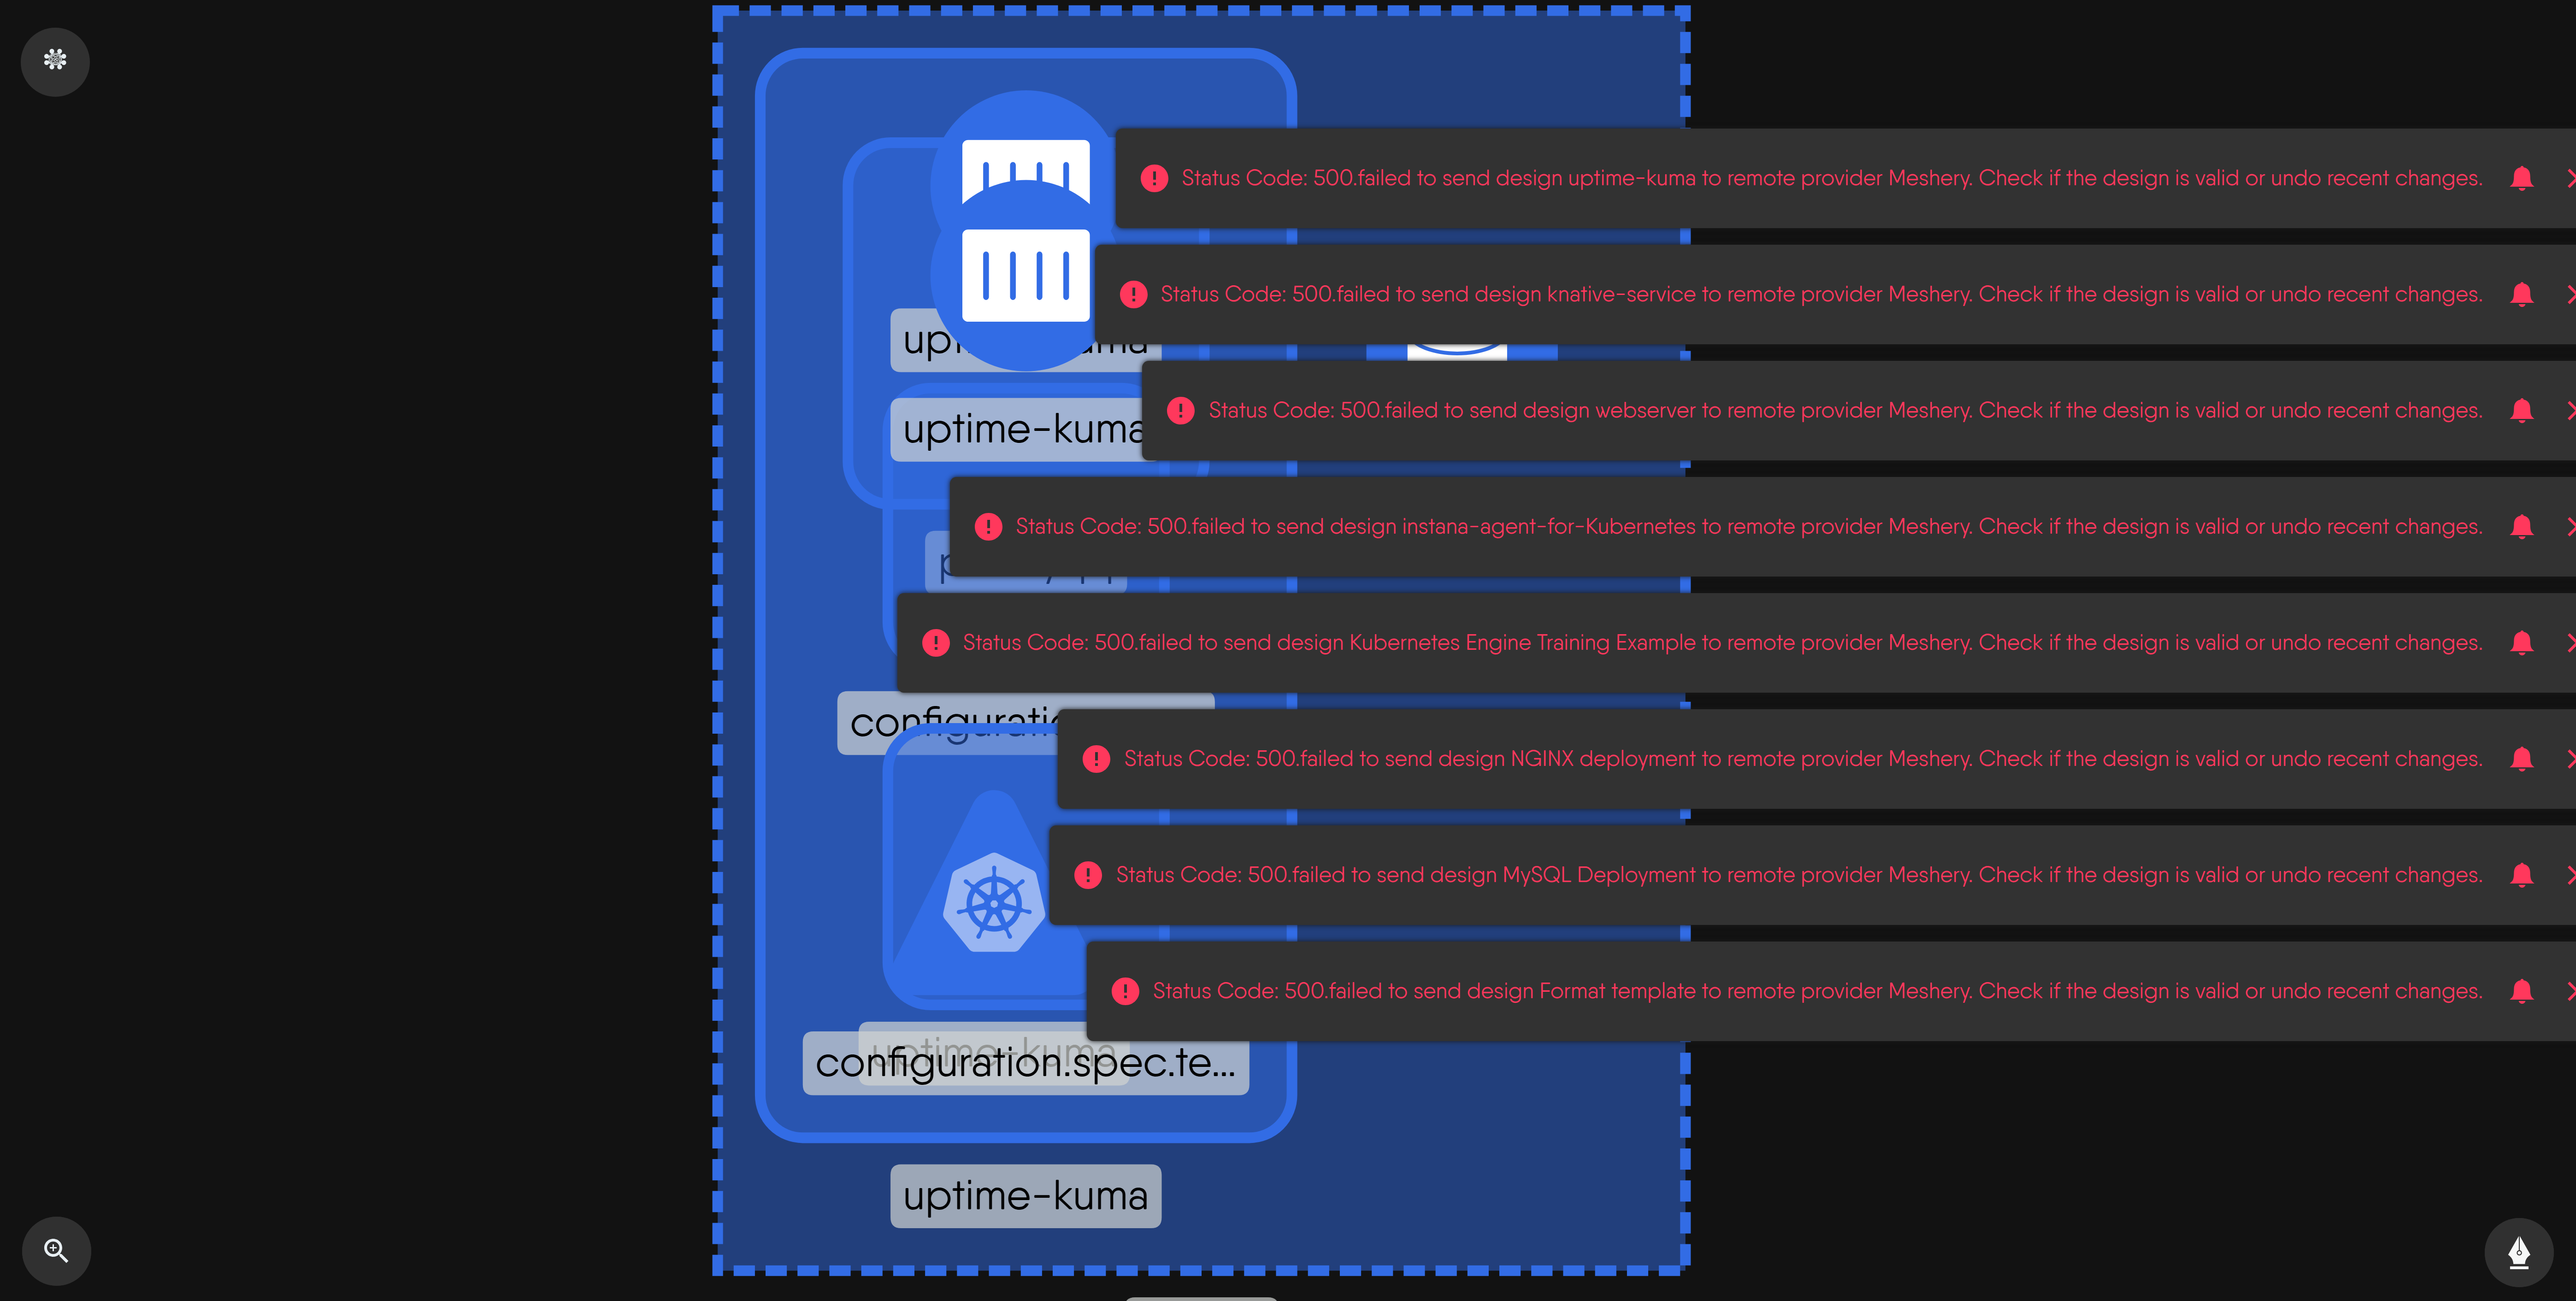 Status Code: 500.failed to send design uptime-kuma to remote provider Meshery. Check if the design is valid or undo recent changes.
Status Code: 500.failed to send design knative-service to remote provider Meshery. Check if the design is valid or undo recent changes.
Status Code: 500.failed to send design webserver to remote provider Meshery. Check if the design is valid or undo recent changes.
uptime-kuma
Status Code: 500.failed to send design instana-agent-for-Kubernetes to remote provider Meshery. Check if the design is valid or undo recent changes.
Status Code: 500.failed to send design Kubernetes Engine Training Example to remote provider Meshery. Check if the design is valid or undo recent changes.
Status Code: 500.failed to send design NGINX deployment to remote provider Meshery. Check if the design is valid or undo recent changes.
Status Code: 500.failed to send design MySQL Deployment to remote provider Meshery. Check if the design is valid or undo recent changes.
Status Code: 500.failed to send design Format template to remote provider Meshery. Check if the design is valid or undo recent changes.
uptime-kuma
configuration.spec.te...
uptime-kuma